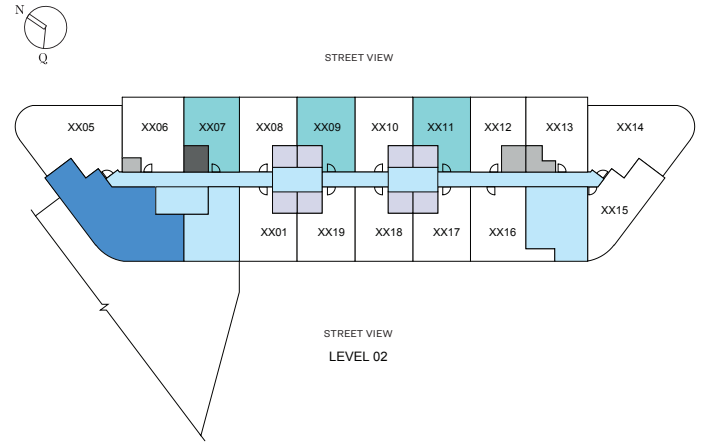 N
Q
STREET VIEW
XX05 XX06 XX07 XX08 XX09 XX10 XX11 XX12 XX13 XX14
XX15
XX01 XX19 XX18 XX17 XX16
N
STREET VIEW
LEVEL 02